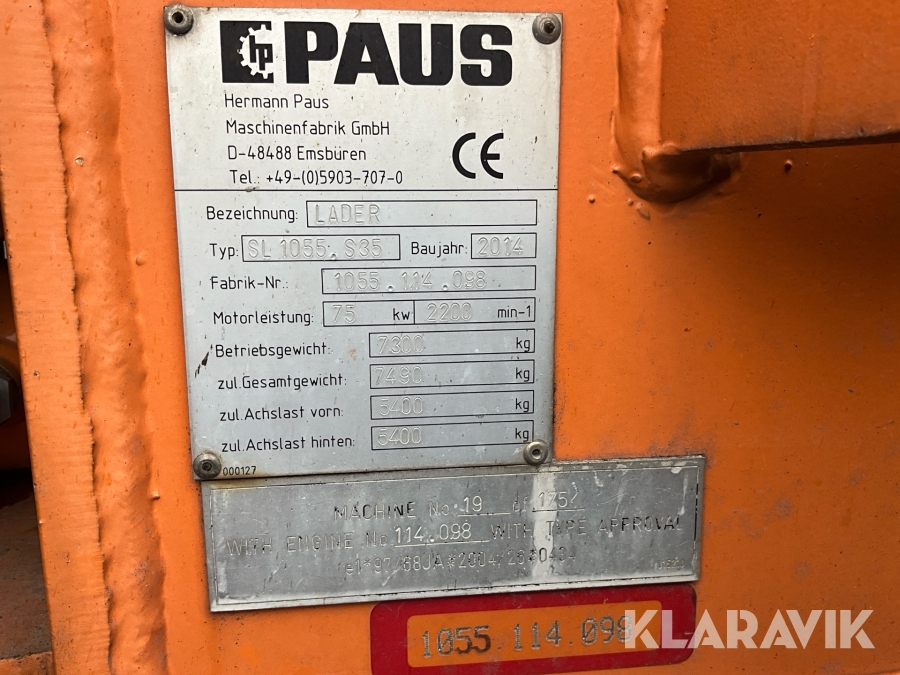 hp PAUS
Hermann Paus
Maschinenfabrik GmbH
D-48488 Emsbüren
Tel.: +49-(0)5903-707-0
CE
Bezeichnung: LADER
Typ: SL 1055. S35 Baujahr: 2014
Fabrik-Nr.: 1055.114.098
Motorleistung: 75 kw 2200 min-1
Betriebsgewicht: 7300 kg
zul.Gesamtgewicht: 7490 kg
zul.Achslast vorn: 5400 kg
zul.Achslast hinten: 5400 kg
000127
MACHINE No 19 of 175
WITH ENGINE No 114.098 WITH TYPE APPROVAL
1055.114.098
KLARAVIK